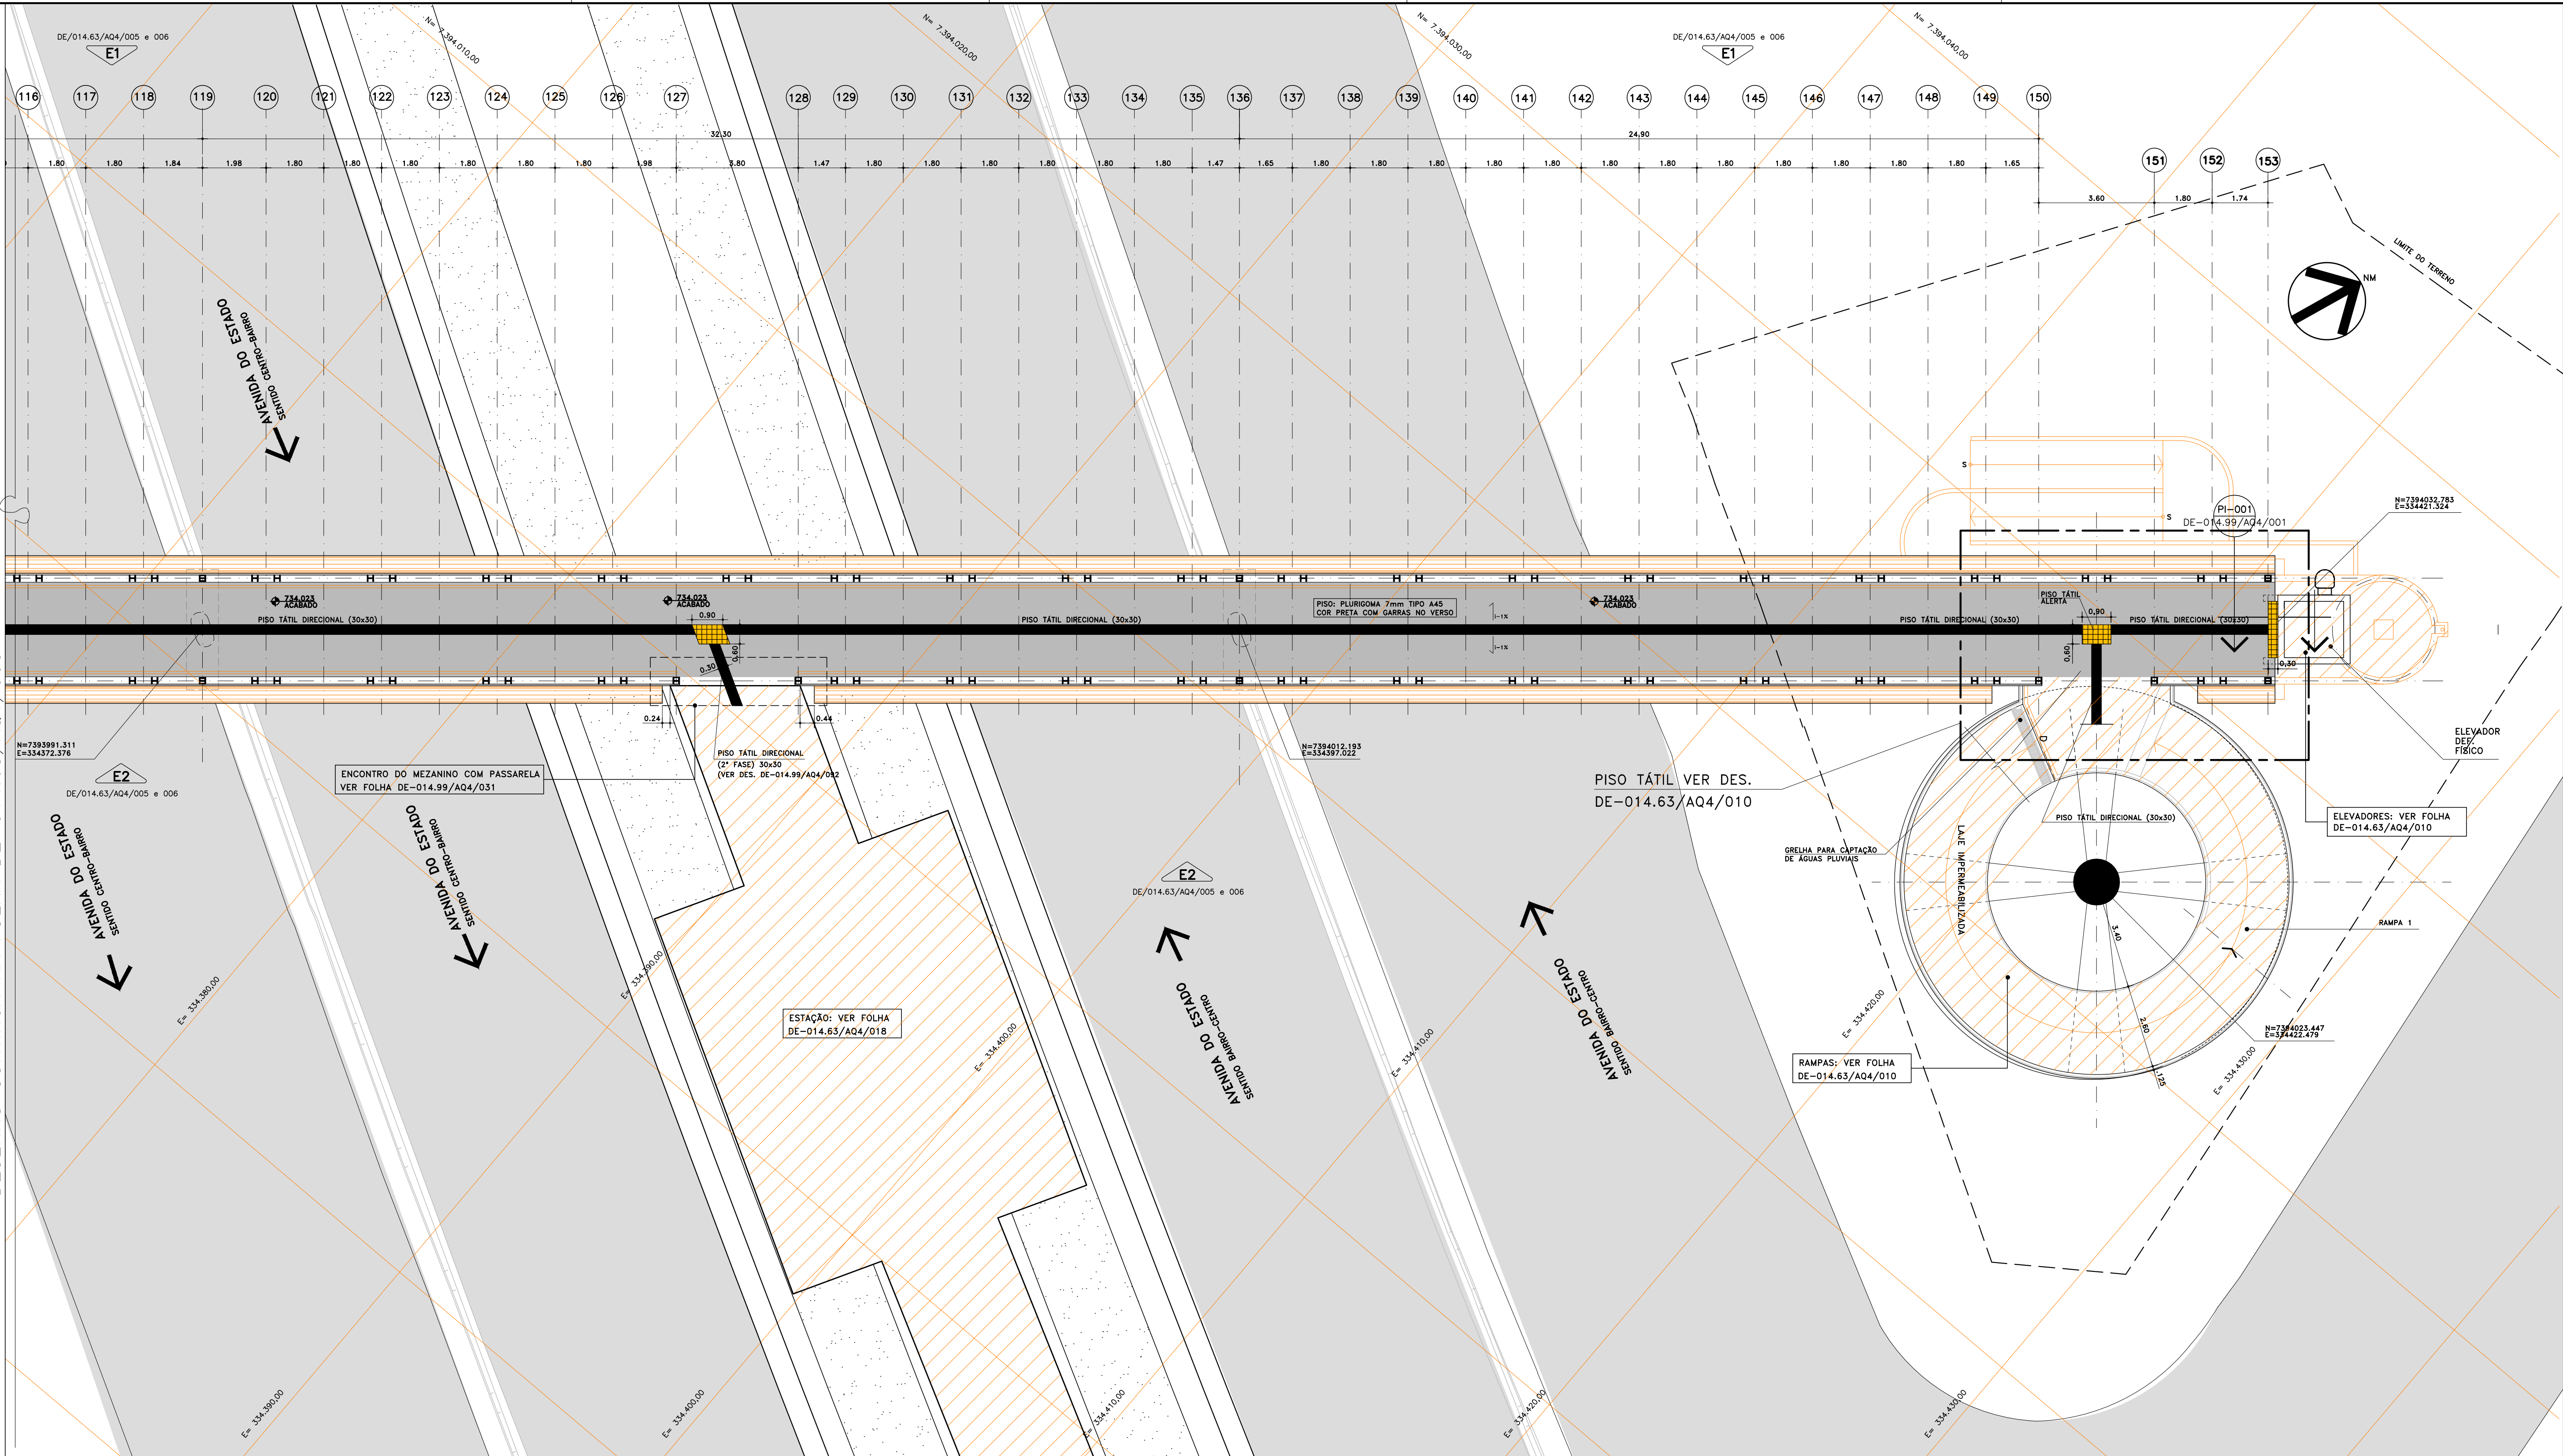 DE/014.63/AQ4/005 e 006
E1
N= 7.394.010,00
N= 7.394.020,00
N= 7.394.030,00
DE/014.63/AQ4/005 e 006
E1
N= 7.394.040,00
116 117 118 119 120 121 122 123 124 125 126 127 128 129 130 131 132 133 134 135 136 137 138 139 140 141 142 143 144 145 146 147 148 149 150
32.30 24.90
1.80 1.80 1.84 1.98 1.80 1.80 1.80 1.80 1.80 1.80 1.98 3.80 1.47 1.80 1.80 1.80 1.80 1.80 1.80 1.47 1.65 1.80 1.80 1.80 1.80 1.80 1.80 1.80 1.80 1.80 1.80 1.80 1.80 1.65
151 152 153
3.60 1.80 1.74
LIMITE DO TERRENO
NM
AVENIDA DO ESTADO
SENTIDO CENTRO-BAIRRO
S
S
PI-001
DE-014.99/AQ4/001
N=7394032.783
E=334421.324
734.023
ACABADO
734.023
ACABADO
734.023
ACABADO
PISO: PLURIGOMA 7mm TIPO A45
COR PRETA COM GARRAS NO VERSO
i-1%
i-1%
PISO TÁTIL
ALERTA
0.90
0.90
PISO TÁTIL DIRECIONAL (30x30)
PISO TÁTIL DIRECIONAL (30x30)
PISO TÁTIL DIRECIONAL (30x30)
PISO TÁTIL DIRECIONAL (30x30)
0.60
0.30
0.60
0.30
0.24
0.44
N=7393991.311
E=334372.376
E2
DE/014.63/AQ4/005 e 006
ENCONTRO DO MEZANINO COM PASSARELA
VER FOLHA DE-014.99/AQ4/031
PISO TÁTIL DIRECIONAL
(2ª FASE) 30x30
(VER DES. DE-014.99/AQ4/092
N=7394012.193
E=334397.022
PISO TÁTIL VER DES.
DE-014.63/AQ4/010
D
ELEVADOR
DEF.
FÍSICO
ELEVADORES: VER FOLHA
DE-014.63/AQ4/010
PISO TÁTIL DIRECIONAL (30x30)
GRELHA PARA CAPTAÇÃO
DE ÁGUAS PLUVIAIS
LAJE IMPERMEABILIZADA
AVENIDA DO ESTADO
SENTIDO CENTRO-BAIRRO
AVENIDA DO ESTADO
SENTIDO CENTRO-BAIRRO
E2
DE/014.63/AQ4/005 e 006
RAMPA 1
3.40
2.60
.125
E= 334.380,00
E= 334.390,00
E= 334.400,00
E= 334.410,00
E= 334.420,00
E= 334.430,00
ESTAÇÃO: VER FOLHA
DE-014.63/AQ4/018
AVENIDA DO ESTADO
SENTIDO BAIRRO-CENTRO
AVENIDA DO ESTADO
SENTIDO BAIRRO-CENTRO
N=7394023.447
E=334422.479
RAMPAS: VER FOLHA
DE-014.63/AQ4/010
E= 334.390,00
E= 334.400,00
E= 334.410,00
E= 334.420,00
E= 334.430,00